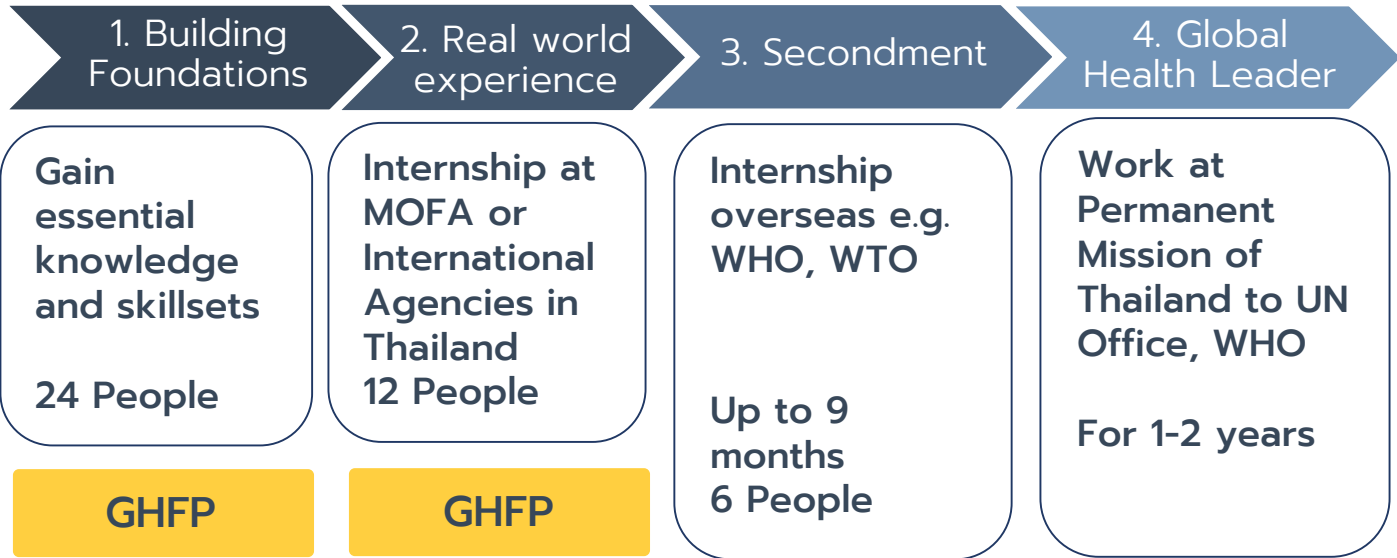 1. Building
Foundations
2. Real world
experience
3. Secondment
4. Global
Health Leader
Gain
essential
knowledge
and skillsets
24 People
Internship at
MOFA or
International
Agencies in
Thailand
12 People
Internship
overseas e.g.
WHO, WTO
Up to 9
months
6 People
Work at
Permanent
Mission of
Thailand to UN
Office, WHO
For 1-2 years
GHFP
GHFP